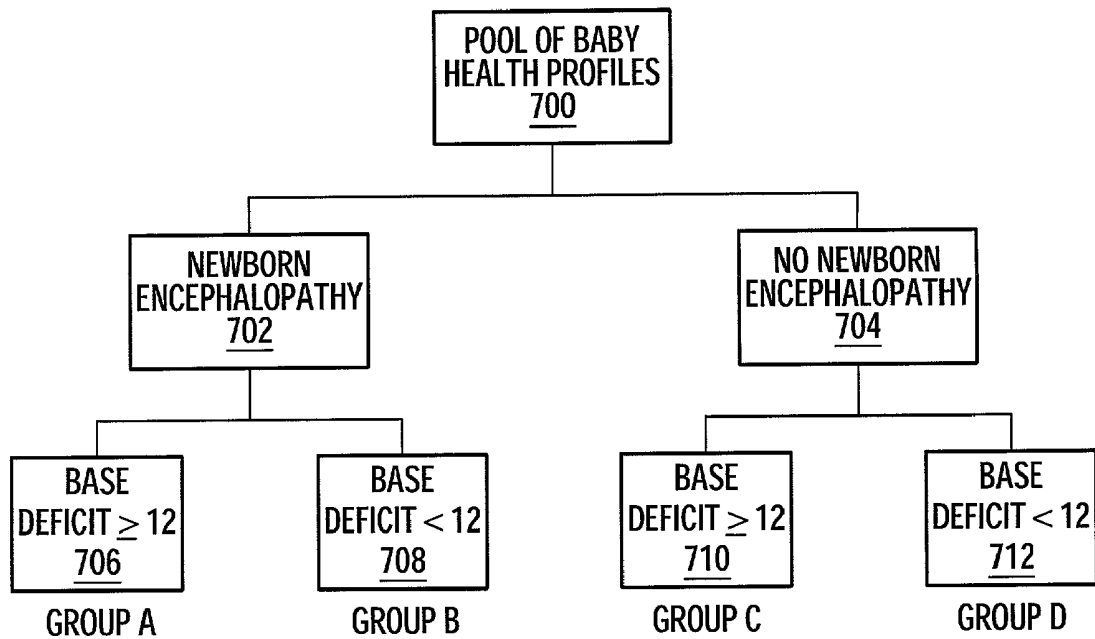 POOL OF BABY
HEALTH PROFILES
700
NEWBORN
ENCEPHALOPATHY
702
NO NEWBORN
ENCEPHALOPATHY
704
BASE
DEFICIT ≥ 12
706
GROUP A
BASE
DEFICIT < 12
708
GROUP B
BASE
DEFICIT ≥ 12
710
GROUP C
BASE
DEFICIT < 12
712
GROUP D